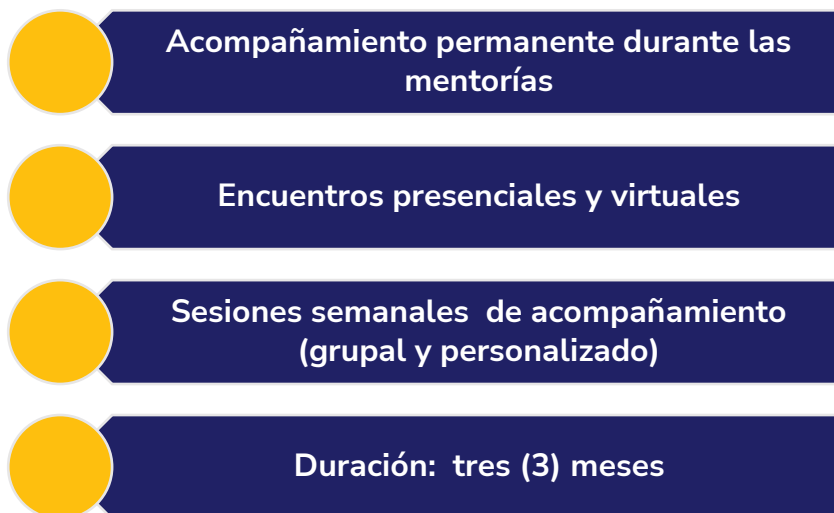 Acompañamiento permanente durante las
mentorías
Encuentros presenciales y virtuales
Sesiones semanales  de acompañamiento
(grupal y personalizado)
Duración:  tres (3) meses